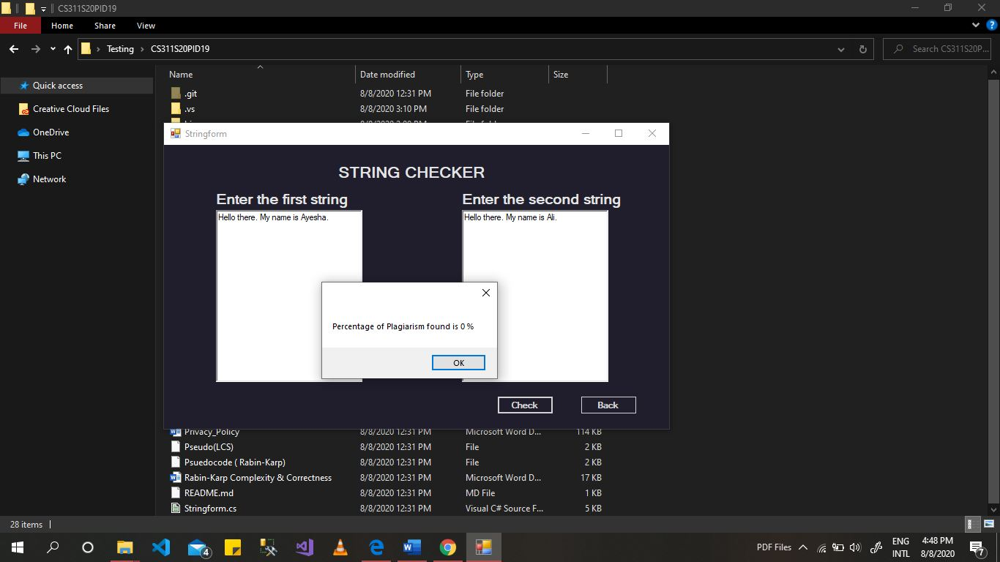 CS311S20PID19
File Home Share View
Testing CS311S20PID19 Search CS311S20P...
Name Date modified Type Size
Quick access
Creative Cloud Files
OneDrive
This PC
Network
.git 8/8/2020 12:31 PM File folder
.vs 8/8/2020 3:10 PM File folder
Stringform
STRING CHECKER
Enter the first string Enter the second string
Hello there. My name is Ayesha. Hello there. My name is Ali.
Percentage of Plagiarism found is 0 %
OK
Check Back
Privacy_Policy 8/8/2020 12:31 PM Microsoft Word D... 114 KB
Pseudo(LCS) 8/8/2020 12:31 PM File 2 KB
Psuedocode ( Rabin-Karp) 8/8/2020 12:31 PM File 2 KB
Rabin-Karp Complexity & Correctness 8/8/2020 12:31 PM Microsoft Word D... 17 KB
README.md 8/8/2020 12:31 PM MD File 1 KB
Stringform.cs 8/8/2020 12:31 PM Visual C# Source F... 5 KB
28 items
4
PDF Files
ENG 4:48 PM
INTL 8/8/2020
7